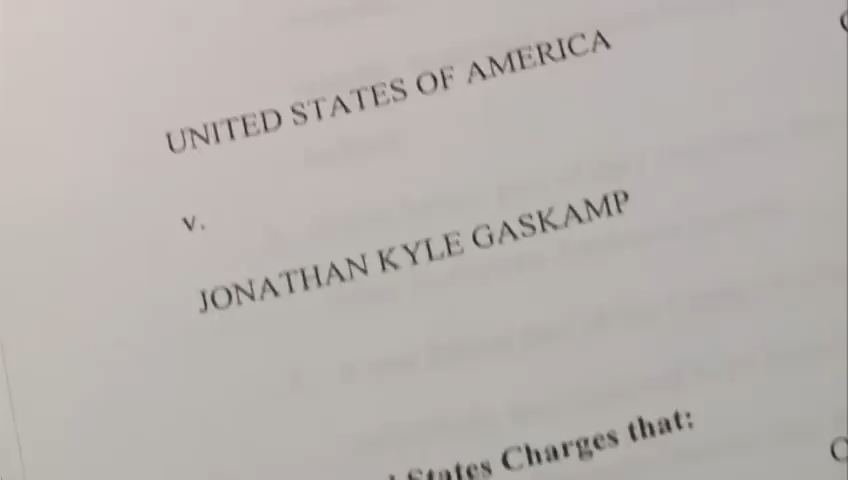 UNITED STATES OF AMERICA
v.
JONATHAN KYLE GASKAMP
States Charges that: